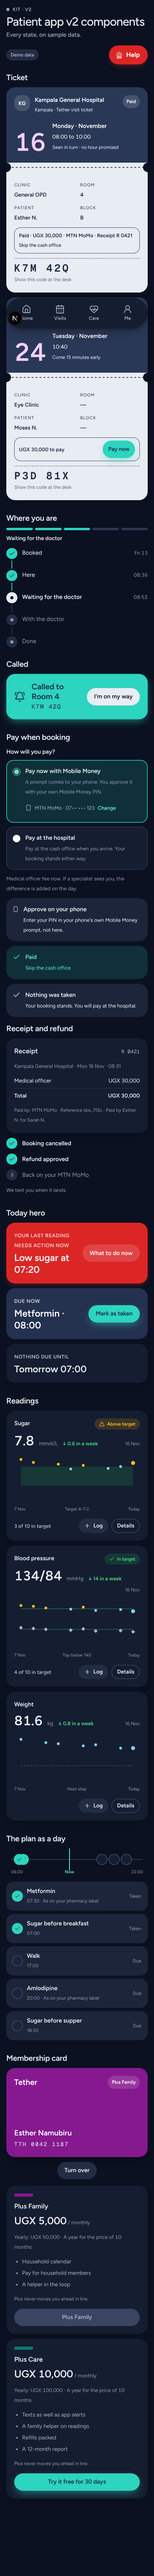 KIT · V2
Patient app v2 components
Every state, on sample data.
Demo data
Help
Ticket
KG
Kampala General Hospital
Kampala · Tether visit ticket
Paid
16
Monday · November
08:00 to 10:00
Seen in turn · no hour promised
CLINIC
ROOM
General OPD
4
PATIENT
BLOCK
Esther N.
B
Paid · UGX 30,000 · MTN MoMo · Receipt R 0421
Skip the cash office
K7M 42Q
Show this code at the desk
Home
Visits
Care
Me
N
24
Tuesday · November
10:40
Come 15 minutes early
CLINIC
ROOM
Eye Clinic
—
PATIENT
BLOCK
Moses N.
—
UGX 30,000 to pay
Pay now
P3D 81X
Show this code at the desk
Where you are
Waiting for the doctor
Booked
Fri 13
Here
08:36
Waiting for the doctor
08:52
With the doctor
Done
Called
Called to
Room 4
K7M 42Q
I'm on my way
Pay when booking
How will you pay?
Pay now with Mobile Money
A prompt comes to your phone. You approve it
with your own Mobile Money PIN.
MTN MoMo · 07•• ••• 123
Change
Pay at the hospital
Pay at the cash office when you arrive. Your
booking stands either way.
Medical officer fee now. If a specialist sees you, the
difference is added on the day.
Approve on your phone
Enter your PIN in your phone's own Mobile Money
prompt, not here.
Paid
Skip the cash office
Nothing was taken
Your booking stands. You will pay at the hospital.
Receipt and refund
Receipt
R 0421
Kampala General Hospital · Mon 16 Nov · 08:31
Medical officer
UGX 30,000
Total
UGX 30,000
Paid by: MTN MoMo · Reference
Paid by Esther
N. for Sarah N.
Booking cancelled
Refund approved
3
Back on your MTN MoMo
We text you when it lands.
Today hero
YOUR LAST READING
NEEDS ACTION NOW
Low sugar at
07:20
What to do now
DUE NOW
Metformin ·
08:00
Mark as taken
NOTHING DUE UNTIL
Tomorrow 07:00
Readings
Sugar
Above target
7.8 mmol/L ↓ 0.6 in a week
16 Nov
7 Nov
Target 4–7.2
Today
3 of 10 in target
+ Log
Details
Blood pressure
In target
134/84 mmHg ↓ 14 in a week
16 Nov
7 Nov
Top below 140
Today
4 of 10 in target
+ Log
Details
Weight
81.6 kg ↓ 0.8 in a week
16 Nov
7 Nov
Next step
Today
+ Log
Details
The plan as a day
06:00
Now
22:00
Metformin
07:30 · As on your pharmacy label
Taken
Sugar before breakfast
07:00
Taken
Walk
17:00
Due
Amlodipine
20:00 · As on your pharmacy label
Due
Sugar before supper
18:30
Due
Membership card
Tether
Plus Family
Esther Namubiru
TTH 0042 1187
Turn over
Plus Family
UGX 5,000 / monthly
Yearly: UGX 50,000 · A year for the price of 10
months
• Household calendar
• Pay for household members
• A helper in the loop
Plus never moves you ahead in line.
Plus Family
Plus Care
UGX 10,000 / monthly
Yearly: UGX 100,000 · A year for the price of 10
months
• Texts as well as app alerts
• A family helper on readings
• Refills packed
• A 12-month report
Plus never moves you ahead in line.
Try it free for 30 days